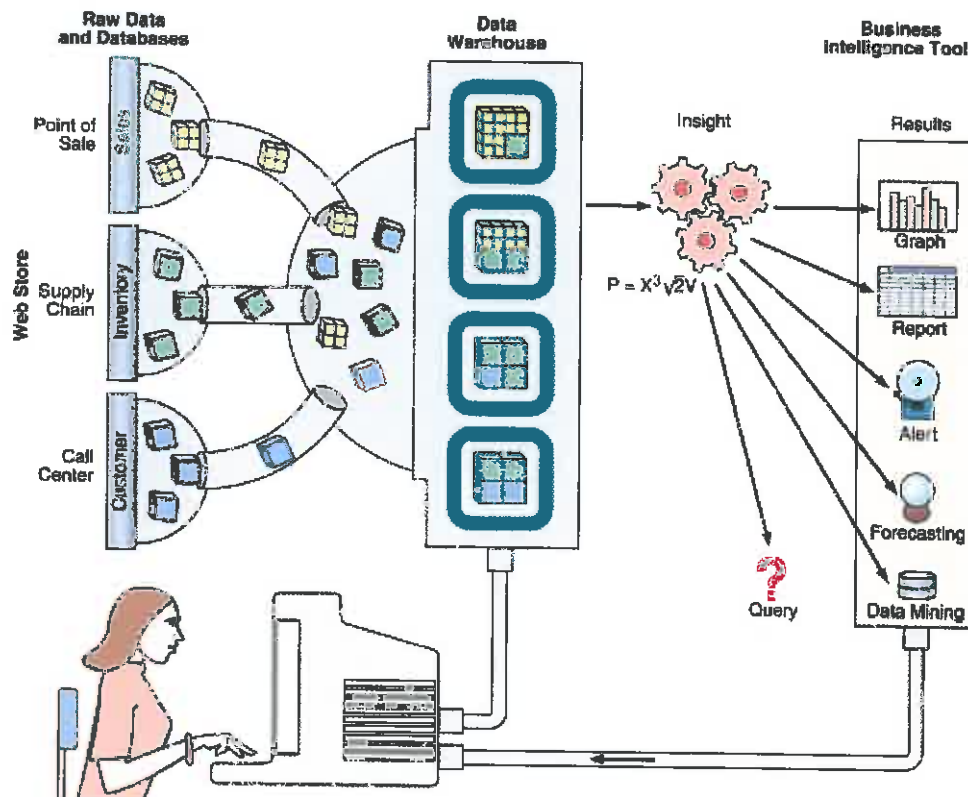 Raw Data
and Databases
Data
Warehouse
Business
Intelligence Tool
Point of
Sale
Sales
Insight
Results
Graph
Web Store
Supply
Chain
Inventory
P = X³√2V
Report
Alert
Call
Center
Customer
Forecasting
Query
Data Mining